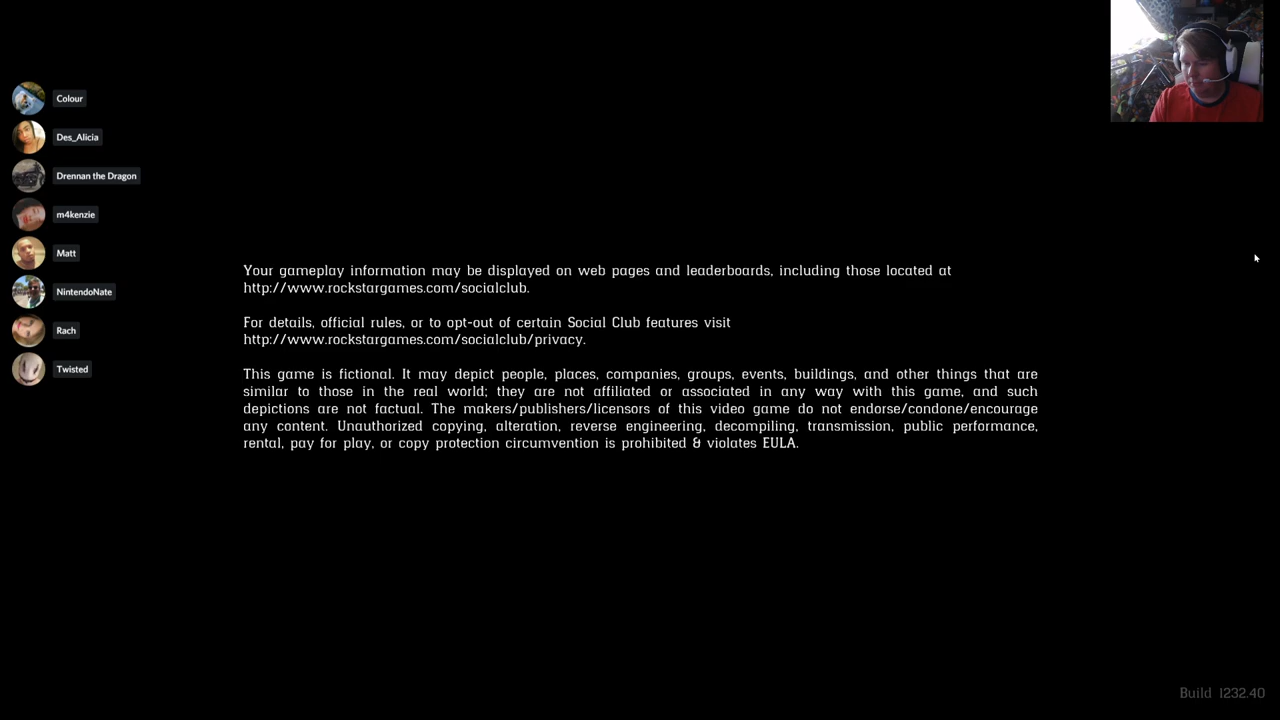 Colour
Des_Alicia
Drennan the Dragon
m4kenzie
Matt
NintendoNate
Rach
Twisted
Your gameplay information may be displayed on web pages and leaderboards, including those located at
http://www.rockstargames.com/socialclub.
For details, official rules, or to opt-out of certain Social Club features visit
http://www.rockstargames.com/socialclub/privacy.
This game is fictional. It may depict people, places, companies, groups, events, buildings, and other things that are
similar to those in the real world; they are not affiliated or associated in any way with this game, and such
depictions are not factual. The makers/publishers/licensors of this video game do not endorse/condone/encourage
any content. Unauthorized copying, alteration, reverse engineering, decompiling, transmission, public performance,
rental, pay for play, or copy protection circumvention is prohibited & violates EULA.
Build 1232.40